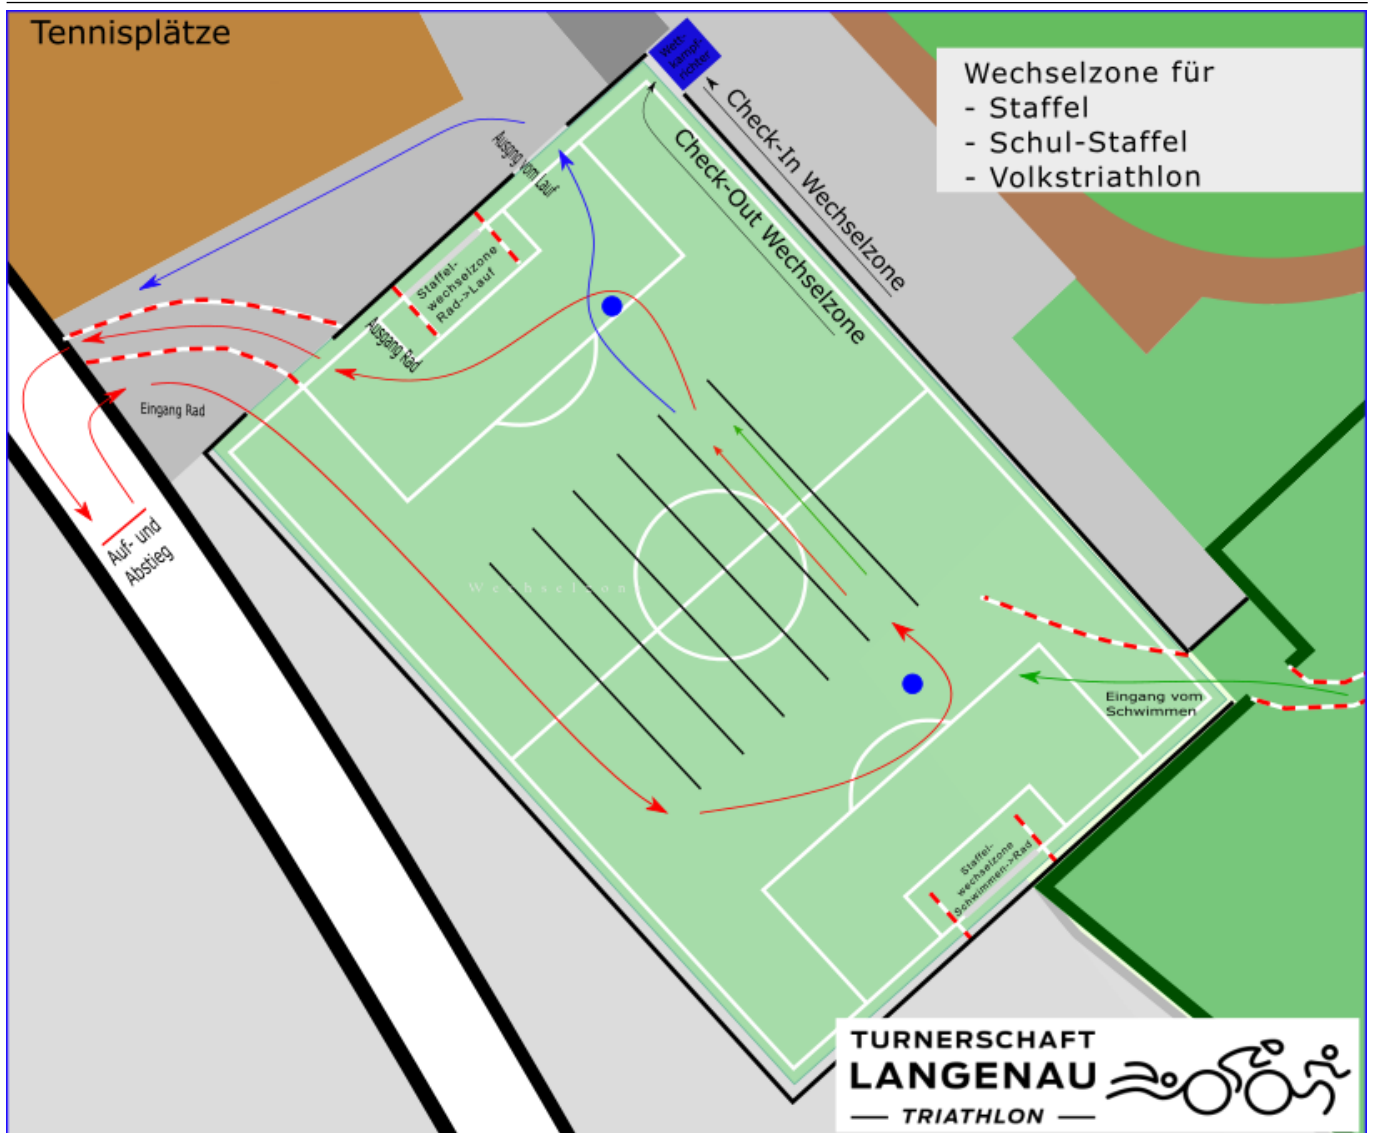 Tennisplätze
Wett-
kampf-
richter
Wechselzone für
- Staffel
- Schul-Staffel
- Volkstriathlon
Check-In Wechselzone
Check-Out Wechselzone
Ausgng vom Lauf
Staffel-
wechselzone
Rad->Lauf
Ausgang Rad
Eingang Rad
Auf- und
Abstieg
Wechselzon
Eingang vom
Schwimmen
Staffel-
wechselzone
Schwimmen->Rad
TURNERSCHAFT
LANGENAU
TRIATHLON